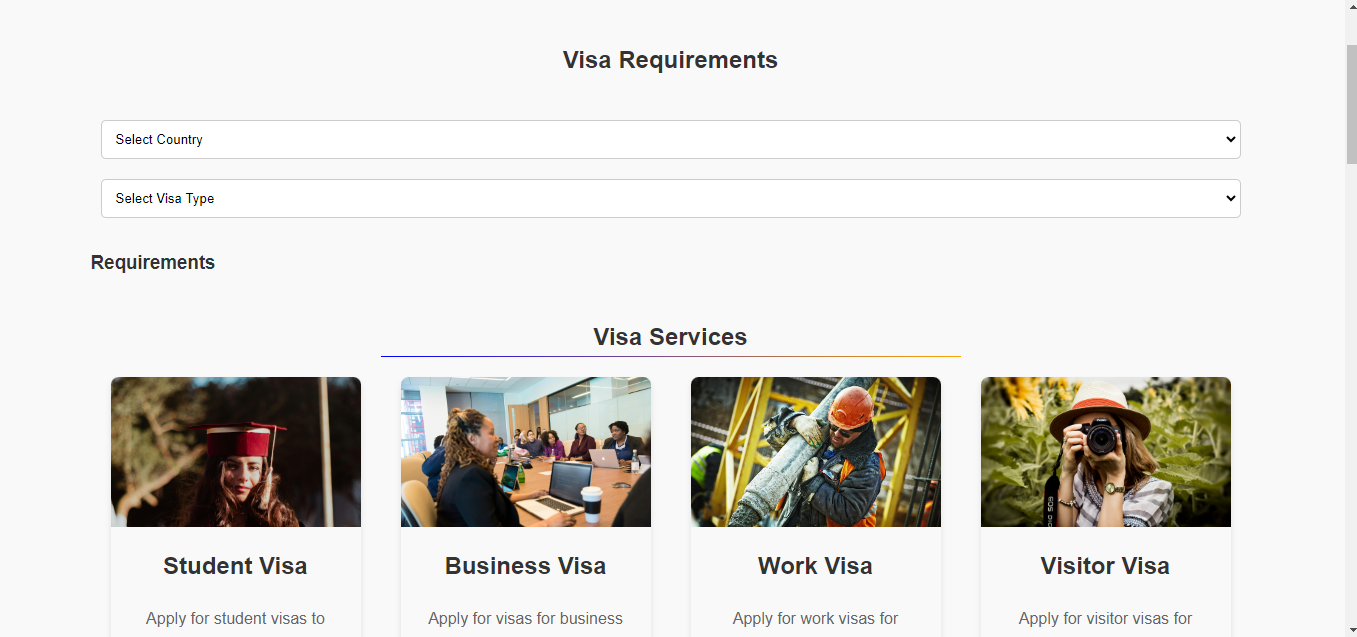 Visa Requirements
Select Country
Select Visa Type
Requirements
Visa Services
Student Visa
Business Visa
Work Visa
Visitor Visa
Apply for student visas to
Apply for visas for business
Apply for work visas for
Apply for visitor visas for